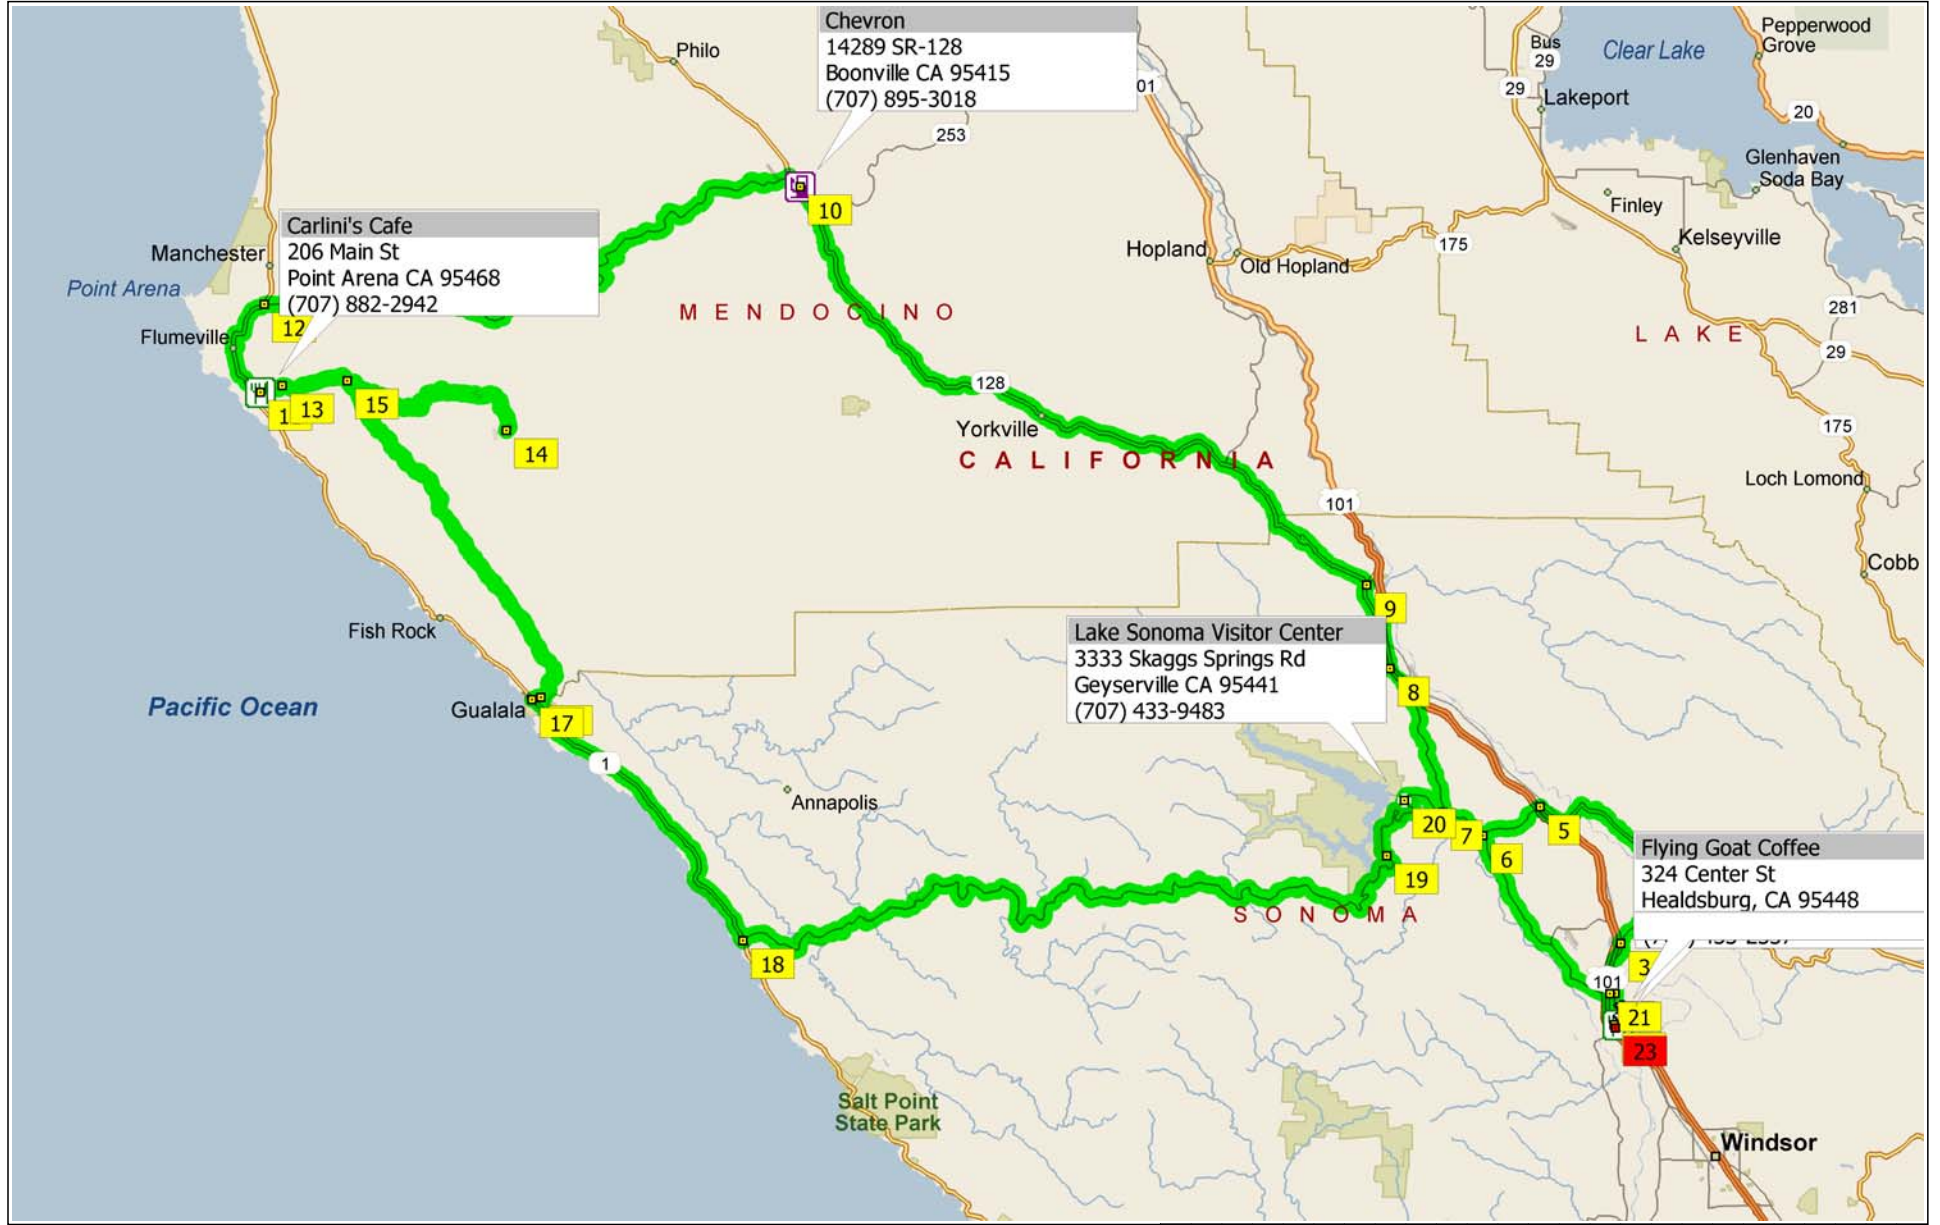 Chevron
14289 SR-128
Boonville CA 95415
(707) 895-3018
Philo
253
01
Bus
29
29
Clear Lake
Lakeport
Pepperwood
Grove
20
Glenhaven
Soda Bay
Finley
Kelseyville
175
Hopland
Old Hopland
281
LAKE
29
175
Loch Lomond
Cobb
10
Carlini's Cafe
206 Main St
Point Arena CA 95468
(707) 882-2942
Manchester
Point Arena
Flumeville
12
13
15
14
MENDOCINO
128
Yorkville
CALIFORNIA
101
9
Fish Rock
Lake Sonoma Visitor Center
3333 Skaggs Springs Rd
Geyserville CA 95441
(707) 433-9483
8
Pacific Ocean
Gualala
17
1
Annapolis
20
7
5
6
19
SONOMA
18
Flying Goat Coffee
324 Center St
Healdsburg, CA 95448
3
101
21
23
Salt Point
State Park
Windsor